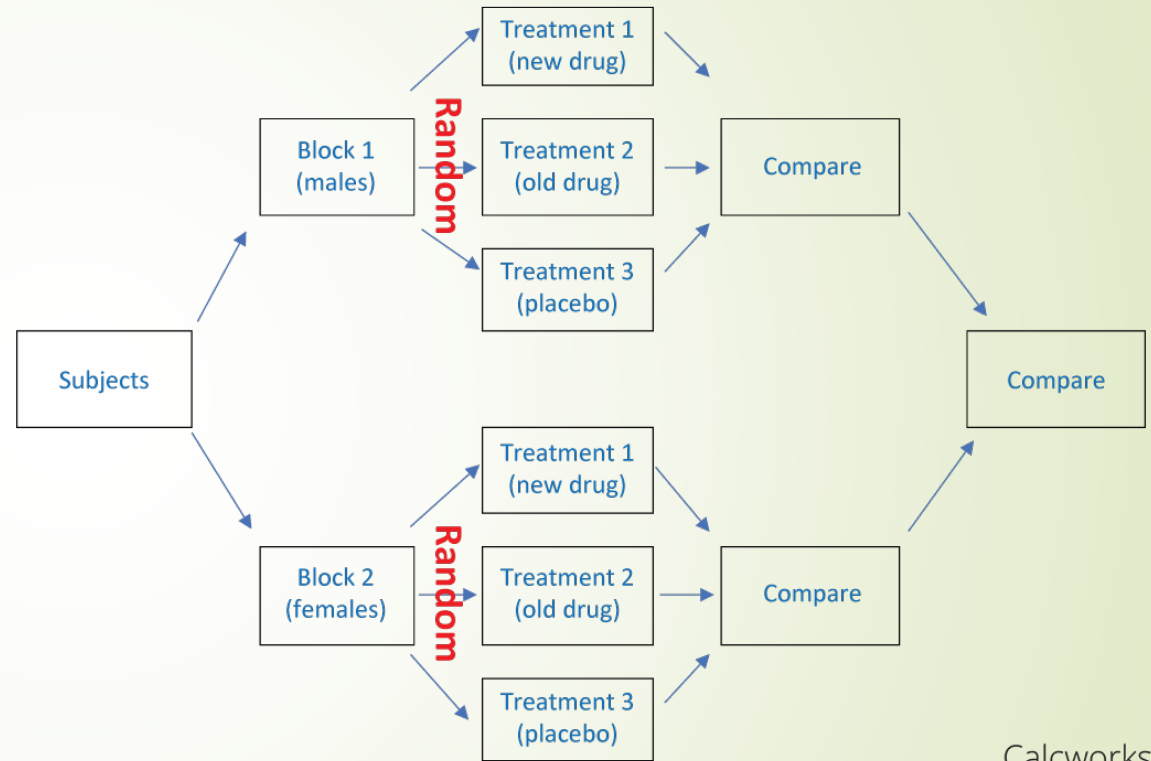 Treatment 1
(new drug)
Block 1
(males)
Random
Treatment 2
(old drug)
Compare
Treatment 3
(placebo)
Subjects
Compare
Treatment 1
(new drug)
Block 2
(females)
Random
Treatment 2
(old drug)
Compare
Treatment 3
(placebo)
Calcworks